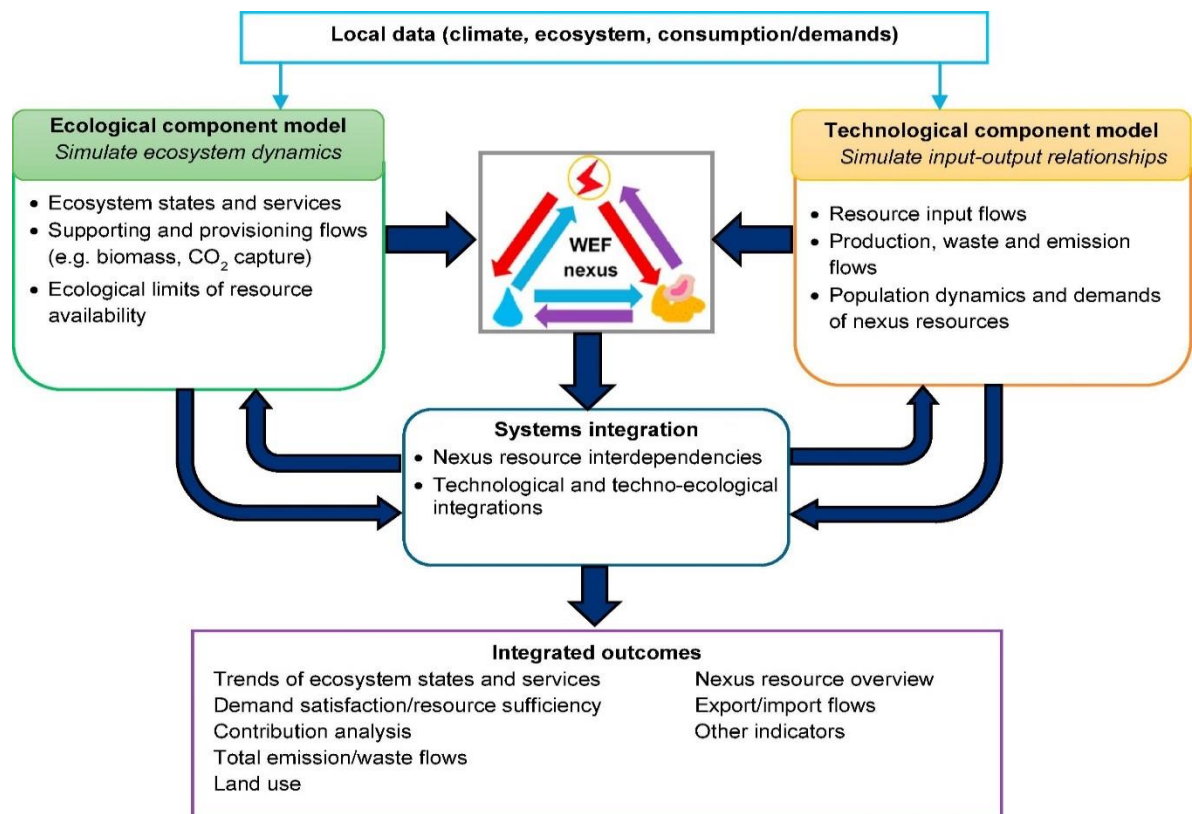 Local data (climate, ecosystem, consumption/demands)
Ecological component model
Simulate ecosystem dynamics
• Ecosystem states and services
• Supporting and provisioning flows
(e.g. biomass, CO₂ capture)
• Ecological limits of resource
availability
WEF
nexus
Technological component model
Simulate input-output relationships
• Resource input flows
• Production, waste and emission
flows
• Population dynamics and demands
of nexus resources
Systems integration
• Nexus resource interdependencies
• Technological and techno-ecological
integrations
Integrated outcomes
Trends of ecosystem states and services
Demand satisfaction/resource sufficiency
Contribution analysis
Total emission/waste flows
Land use
Nexus resource overview
Export/import flows
Other indicators